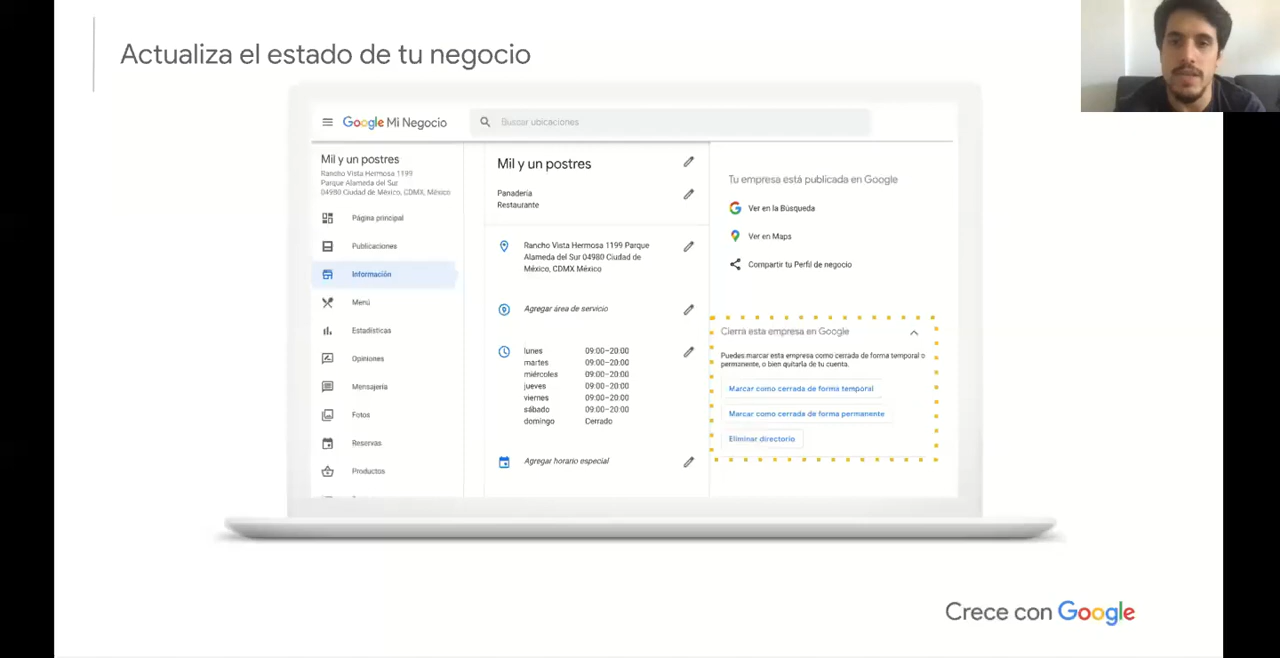 Actualiza el estado de tu negocio
Google Mi Negocio
Buscar ubicaciones
Mil y un postres
Rancho Vista Hermosa 1199
Parque Alameda del Sur
04980 Ciudad de México, CDMX, México
Página principal
Publicaciones
Información
Menú
Estadísticas
Opiniones
Mensajería
Fotos
Reservas
Productos
Mil y un postres
Panadería
Restaurante
Rancho Vista Hermosa 1199 Parque
Alameda del Sur 04980 Ciudad de
México, CDMX México
Agregar área de servicio
lunes 09:00–20:00
martes 09:00–20:00
miércoles 09:00–20:00
jueves 09:00–20:00
viernes 09:00–20:00
sábado 09:00–20:00
domingo Cerrado
Agregar horario especial
Tu empresa está publicada en Google
Ver en la Búsqueda
Ver en Maps
Compartir tu Perfil de negocio
Cierra esta empresa en Google
Puedes marcar esta empresa como cerrada de forma temporal o
permanente, o bien quitarla de tu cuenta.
Marcar como cerrada de forma temporal
Marcar como cerrada de forma permanente
Eliminar directorio
Crece con Google